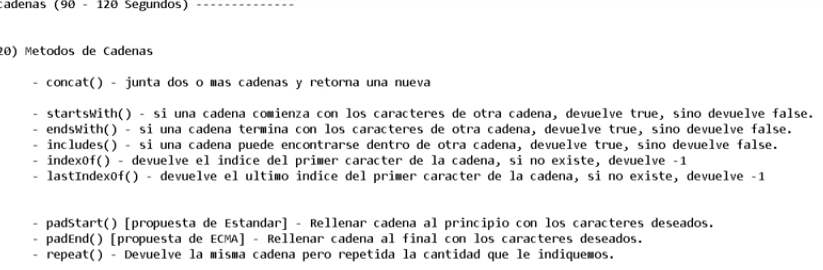 cadenas (90 - 120 Segundos) --------------
20) Metodos de Cadenas
- concat() - junta dos o mas cadenas y retorna una nueva
- startsWith() - si una cadena comienza con los caracteres de otra cadena, devuelve true, sino devuelve false.
- endsWith() - si una cadena termina con los caracteres de otra cadena, devuelve true, sino devuelve false.
- includes() - si una cadena puede encontrarse dentro de otra cadena, devuelve true, sino devuelve false.
- indexOf() - devuelve el indice del primer caracter de la cadena, si no existe, devuelve -1
- lastIndexOf() - devuelve el ultimo indice del primer caracter de la cadena, si no existe, devuelve -1
- padStart() [propuesta de Estandar] - Rellenar cadena al principio con los caracteres deseados.
- padEnd() [propuesta de ECMA] - Rellenar cadena al final con los caracteres deseados.
- repeat() - Devuelve la misma cadena pero repetida la cantidad que le indiquemos.